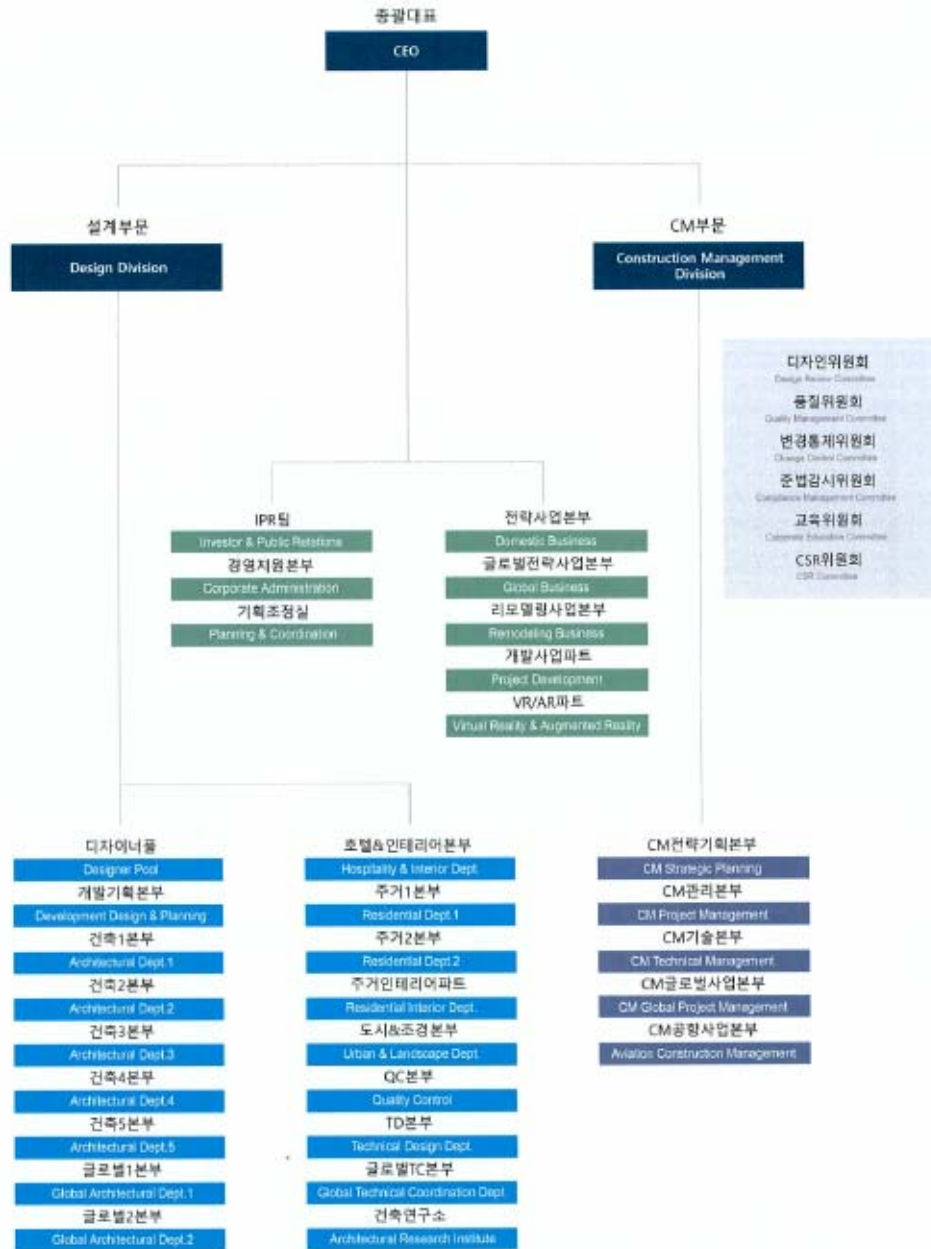 총괄대표
CEO
설계부문
Design Division
CM부문
Construction Management
Division
디자인위원회
Design Review Committee
품질위원회
Quality Management Committee
변경통제위원회
Change Control Committee
준법감시위원회
Compliance Management Committee
교육위원회
Corporate Education Committee
CSR위원회
CSR Committee
IPR팀
Investor & Public Relations
경영지원본부
Corporate Administration
기획조정실
Planning & Coordination
전략사업본부
Domestic Business
글로벌전략사업본부
Global Business
리모델링사업본부
Remodeling Business
개발사업파트
Project Development
VR/AR파트
Virtual Reality & Augmented Reality
디자이너풀
Designer Pool
개발기획본부
Development Design & Planning
건축1본부
Architectural Dept.1
건축2본부
Architectural Dept.2
건축3본부
Architectural Dept.3
건축4본부
Architectural Dept.4
건축5본부
Architectural Dept.5
글로벌1본부
Global Architectural Dept.1
글로벌2본부
Global Architectural Dept.2
호텔&인테리어본부
Hospitality & Interior Dept.
주거1본부
Residential Dept.1
주거2본부
Residential Dept.2
주거인테리어파트
Residential Interior Dept.
도시&조경본부
Urban & Landscape Dept.
QC본부
Quality Control
TD본부
Technical Design Dept.
글로벌TC본부
Global Technical Coordination Dept.
건축연구소
Architectural Research Institute
CM전략기획본부
CM Strategic Planning
CM관리본부
CM Project Management
CM기술본부
CM Technical Management
CM글로벌사업본부
CM Global Project Management
CM공항사업본부
Aviation Construction Management